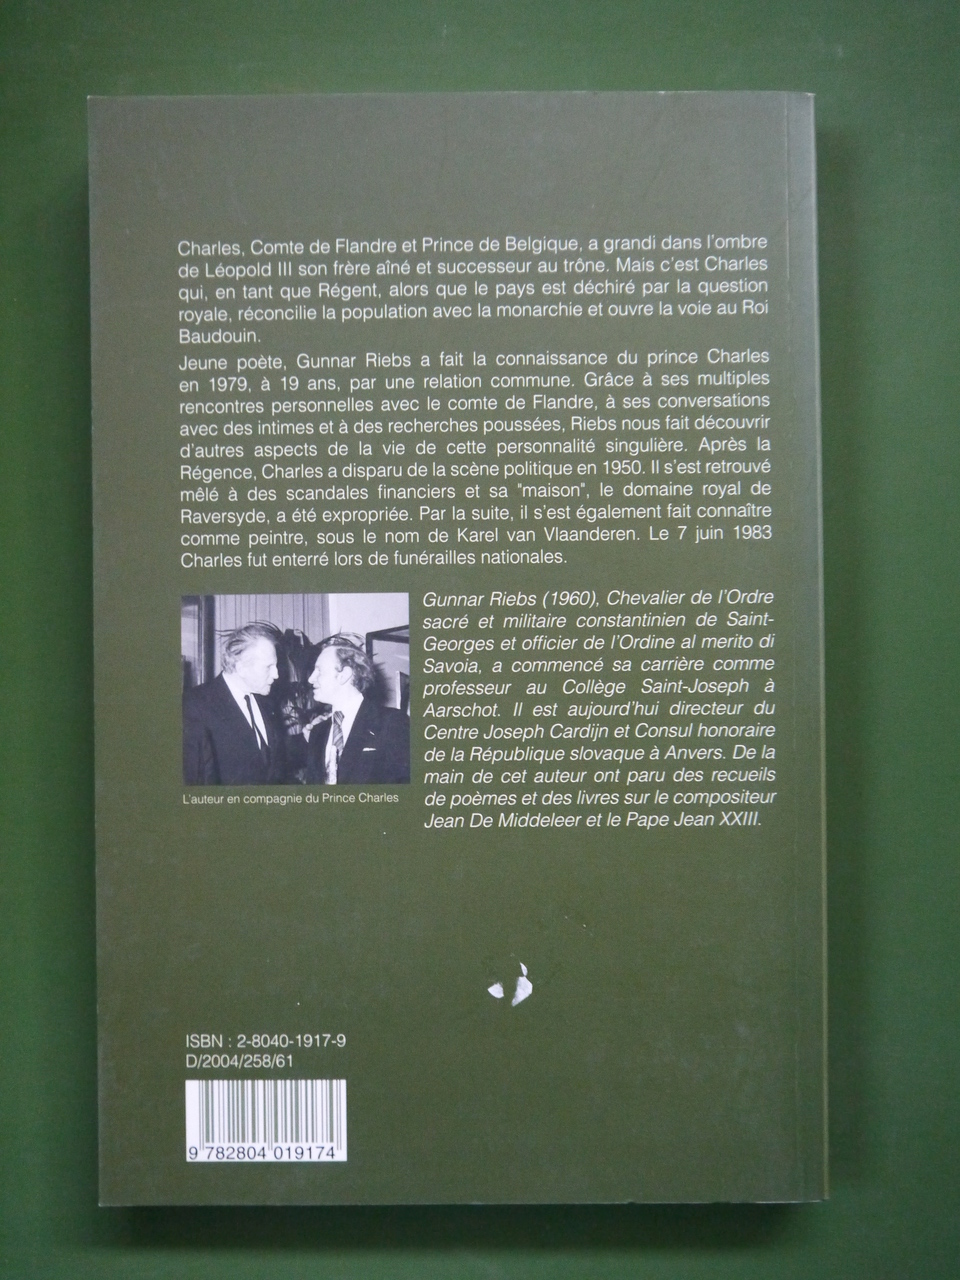 Charles, Comte de Flandre et Prince de Belgique, a grandi dans l'ombre
de Léopold III son frère aîné et successeur au trône. Mais c'est Charles
qui, en tant que Régent, alors que le pays est déchiré par la question
royale, réconcilie la population avec la monarchie et ouvre la voie au Roi
Baudouin.
Jeune poète, Gunnar Riebs a fait la connaissance du prince Charles
en 1979, à 19 ans, par une relation commune. Grâce à ses multiples
rencontres personnelles avec le comte de Flandre, à ses conversations
avec des intimes et à des recherches poussées, Riebs nous fait découvrir
d'autres aspects de la vie de cette personnalité singulière. Après la
Régence, Charles a disparu de la scène politique en 1950. Il s'est retrouvé
mêlé à des scandales financiers et sa "maison", le domaine royal de
Raversyde, a été expropriée. Par la suite, il s'est également fait connaître
comme peintre, sous le nom de Karel van Vlaanderen. Le 7 juin 1983
Charles fut enterré lors de funérailles nationales.
Gunnar Riebs (1960), Chevalier de l'Ordre
sacré et militaire constantinien de Saint-
Georges et officier de l'Ordine al merito di
Savoia, a commencé sa carrière comme
professeur au Collège Saint-Joseph à
Aarschot. Il est aujourd'hui directeur du
Centre Joseph Cardijn et Consul honoraire
de la République slovaque à Anvers. De la
main de cet auteur ont paru des recueils
de poèmes et des livres sur le compositeur
Jean De Middeleer et le Pape Jean XXIII.
L'auteur en compagnie du Prince Charles
ISBN : 2-8040-1917-9
D/2004/258/61
9 782804 019174